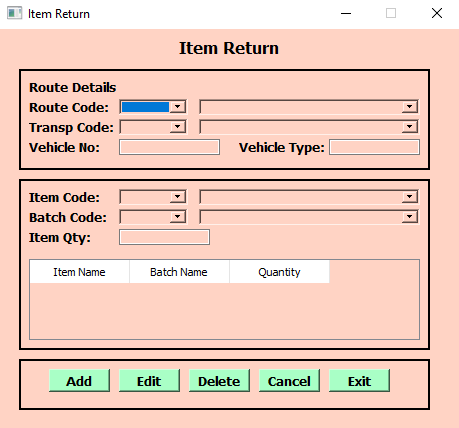 Item Return
Item Return
Route Details
Route Code:
Transp Code:
Vehicle No: Vehicle Type:
Item Code:
Batch Code:
Item Qty:
Item Name Batch Name Quantity
Add Edit Delete Cancel Exit